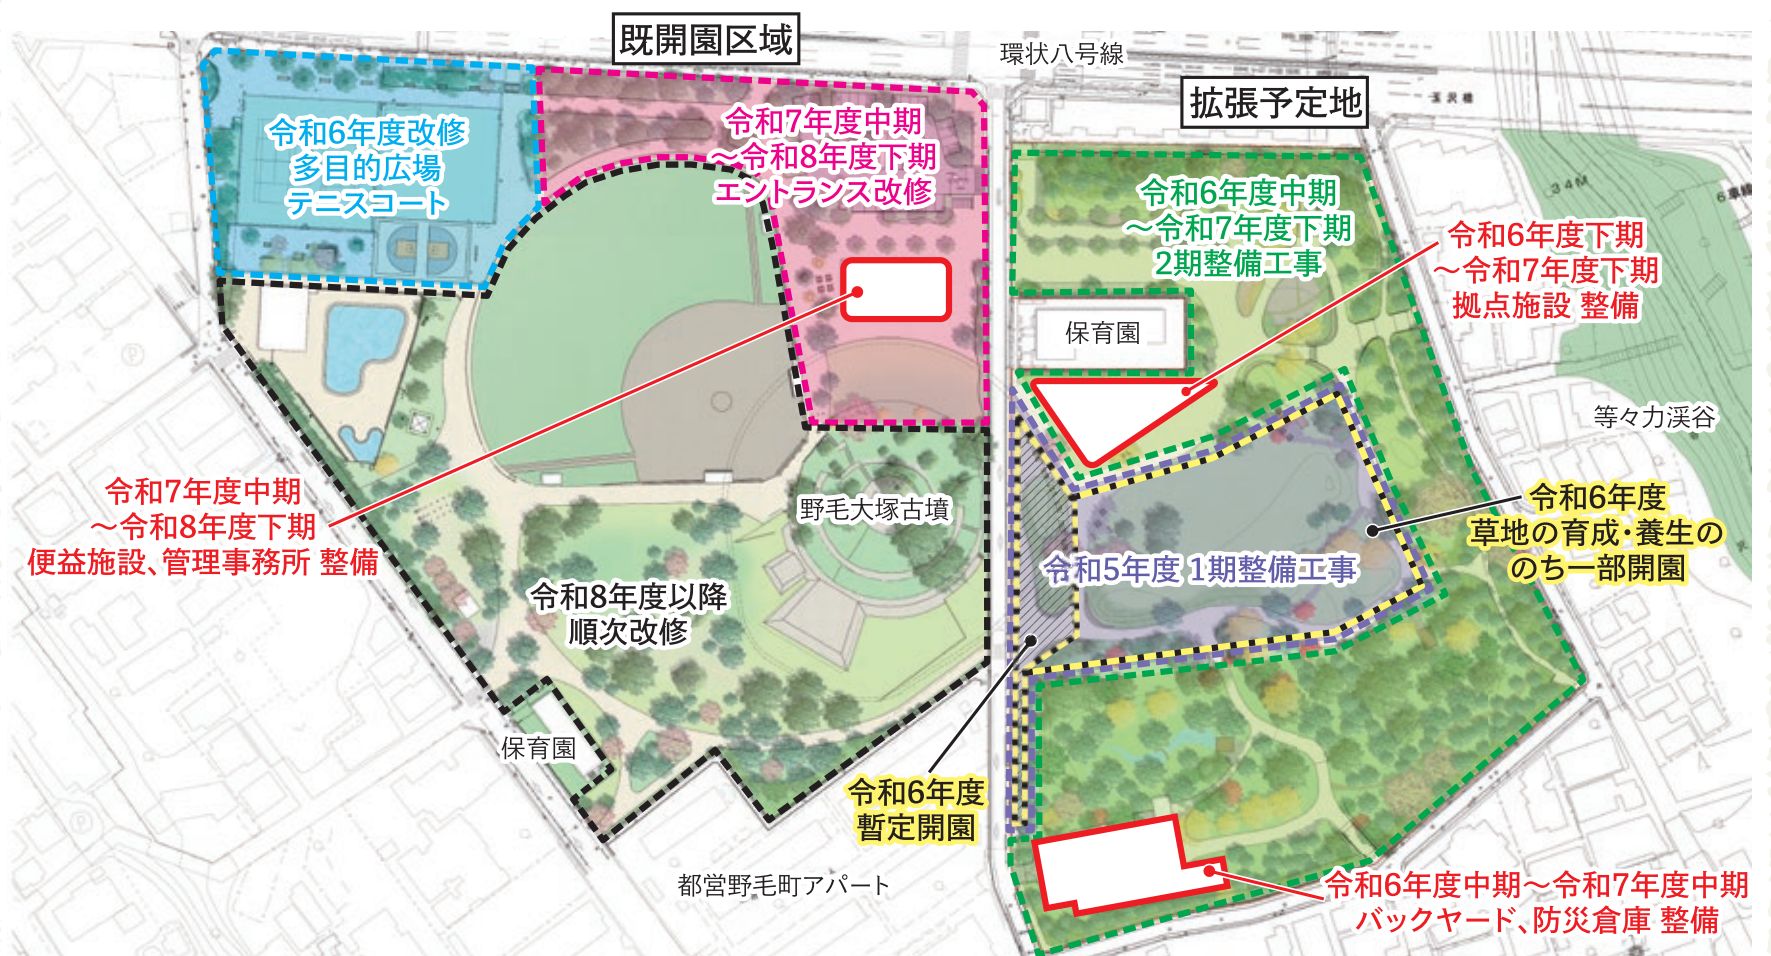 既開園区域
環状八号線
拡張予定地
玉沢橋
令和6年度改修
多目的広場
テニスコート
令和7年度中期
～令和8年度下期
エントランス改修
令和6年度中期
～令和7年度下期
2期整備工事
34M
6車線
令和6年度下期
～令和7年度下期
拠点施設 整備
保育園
等々力渓谷
令和7年度中期
～令和8年度下期
便益施設、管理事務所 整備
野毛大塚古墳
令和6年度
草地の育成・養生の
のち一部開園
令和5年度 1期整備工事
令和8年度以降
順次改修
保育園
令和6年度
暫定開園
都営野毛町アパート
令和6年度中期～令和7年度中期
バックヤード、防災倉庫 整備